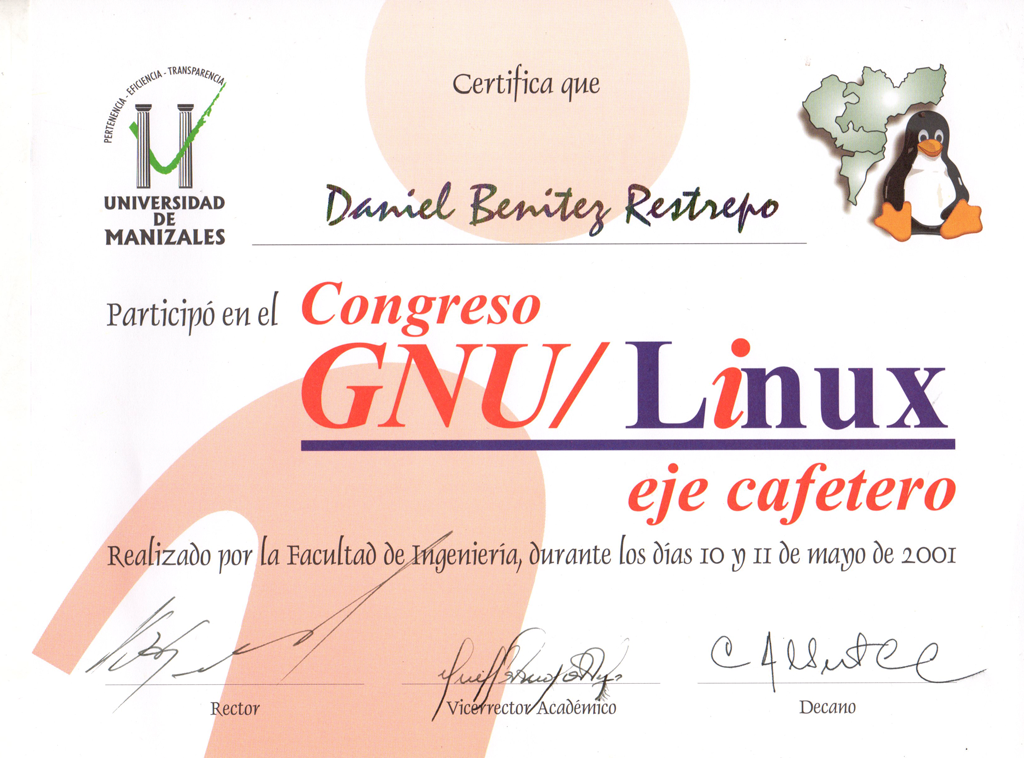 PERTENENCIA - EFICIENCIA - TRANSPARENCIA
UNIVERSIDAD
DE
MANIZALES
Certifica que
Daniel Benitez Restrepo
Participó en el Congreso
GNU/Linux
eje cafetero
Realizado por la Facultad de Ingeniería, durante los días 10 y 11 de mayo de 2001
Rector
Vicerrector Académico
Decano